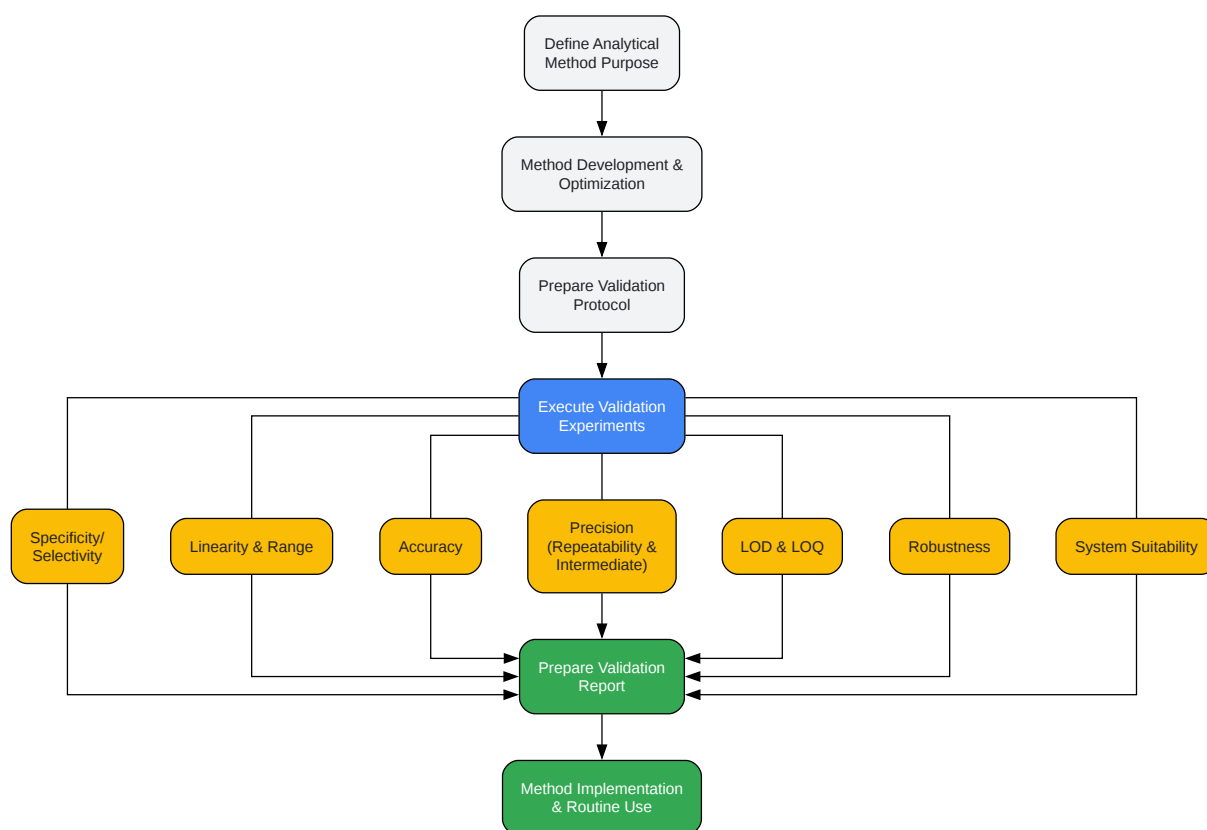 Define Analytical
Method Purpose
Method Development &
Optimization
Prepare Validation
Protocol
Execute Validation
Experiments
Specificity/
Selectivity
Linearity & Range
Accuracy
Precision
(Repeatability &
Intermediate)
LOD & LOQ
Robustness
System Suitability
Prepare Validation
Report
Method Implementation
& Routine Use